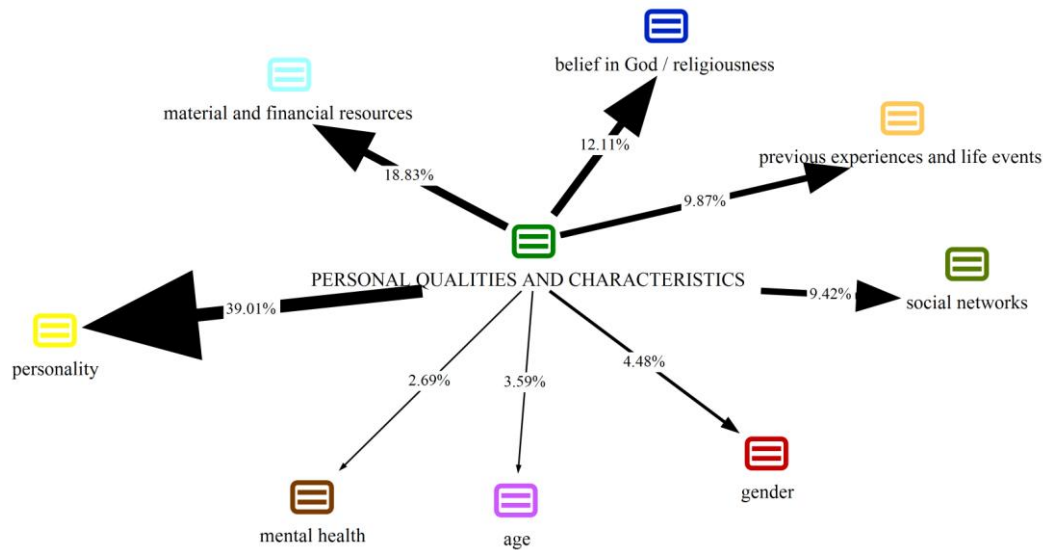 belief in God / religiousness
material and financial resources
12.11%
previous experiences and life events
18.83%
9.87%
PERSONAL QUALITIES AND CHARACTERISTICS
social networks
9.42%
39.01%
personality
4.48%
2.69%
3.59%
gender
mental health
age